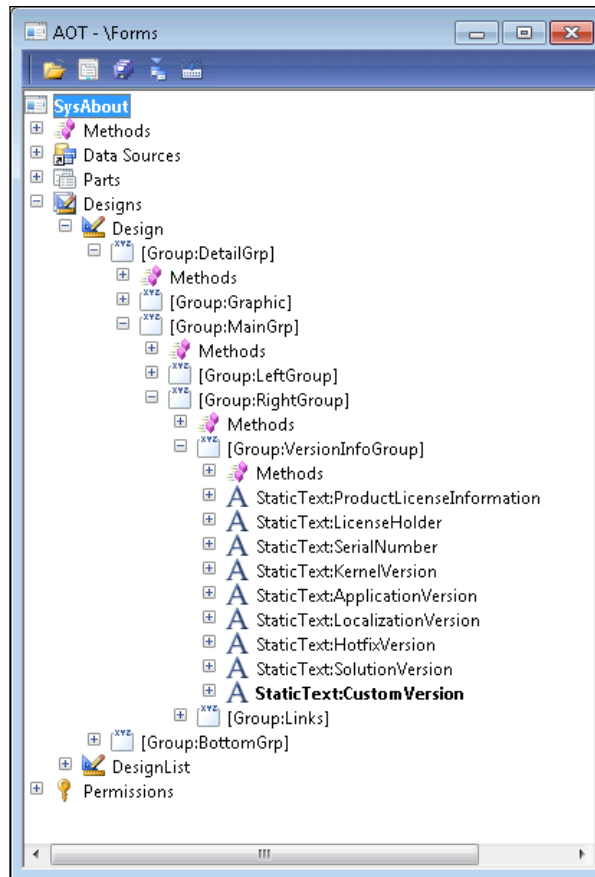 AOT - \Forms
SysAbout
Methods
Data Sources
Parts
Designs
Design
[Group:DetailGrp]
Methods
[Group:Graphic]
[Group:MainGrp]
Methods
[Group:LeftGroup]
[Group:RightGroup]
Methods
[Group:VersionInfoGroup]
Methods
StaticText:ProductLicenseInformation
StaticText:LicenseHolder
StaticText:SerialNumber
StaticText:KernelVersion
StaticText:ApplicationVersion
StaticText:LocalizationVersion
StaticText:HotfixVersion
StaticText:SolutionVersion
StaticText:CustomVersion
[Group:Links]
[Group:BottomGrp]
DesignList
Permissions